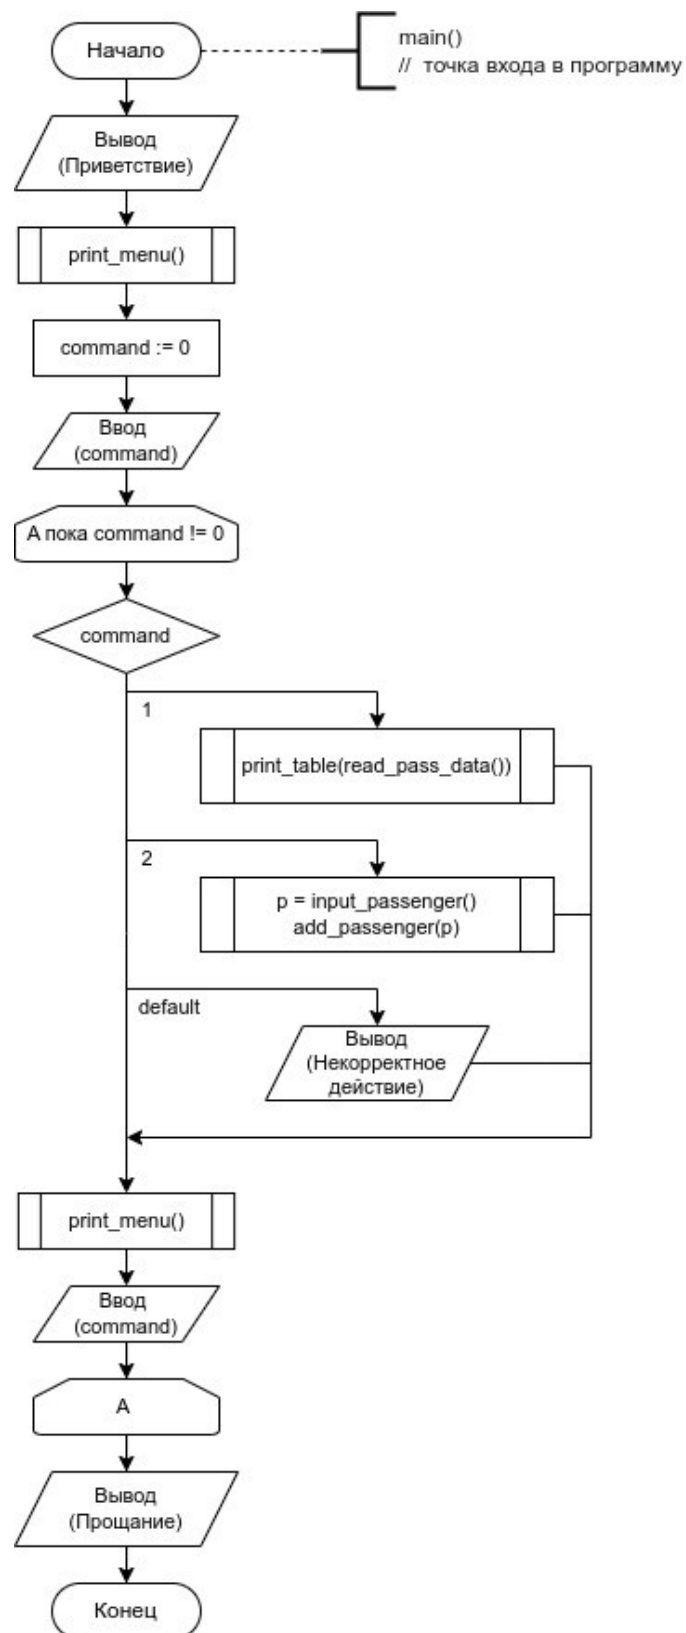 Начало
main()
// точка входа в программу
Вывод
(Приветствие)
print_menu()
command := 0
Ввод
(command)
А пока command != 0
command
1
print_table(read_pass_data())
2
p = input_passenger()
add_passenger(p)
default
Вывод
(Некорректное
действие)
print_menu()
Ввод
(command)
А
Вывод
(Прощание)
Конец